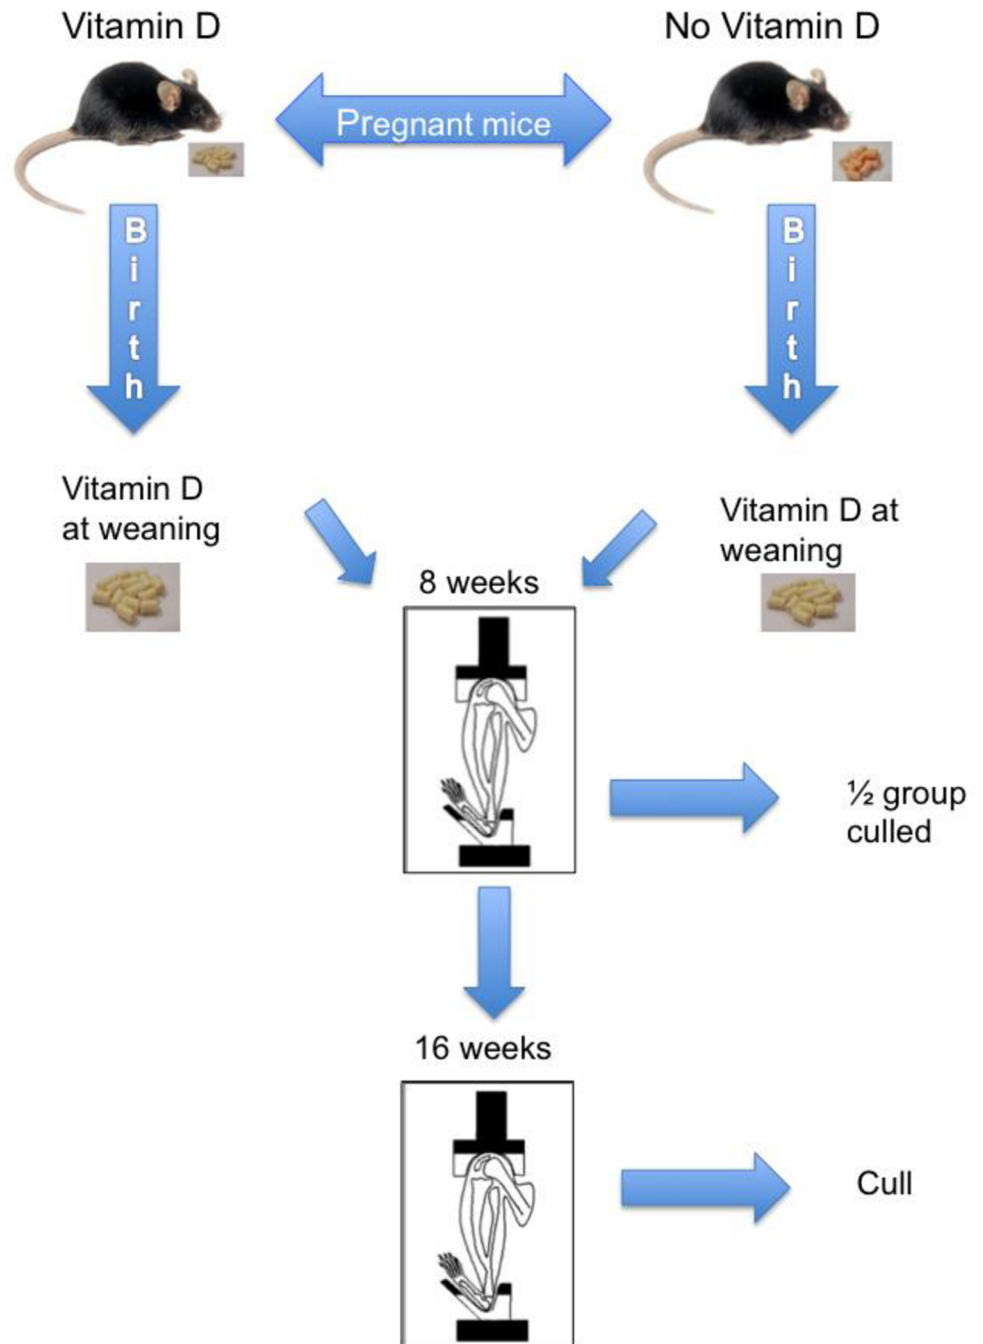 Vitamin D
No Vitamin D
Pregnant mice
Birth
Birth
Vitamin D
at weaning
Vitamin D at
weaning
8 weeks
½ group
culled
16 weeks
Cull